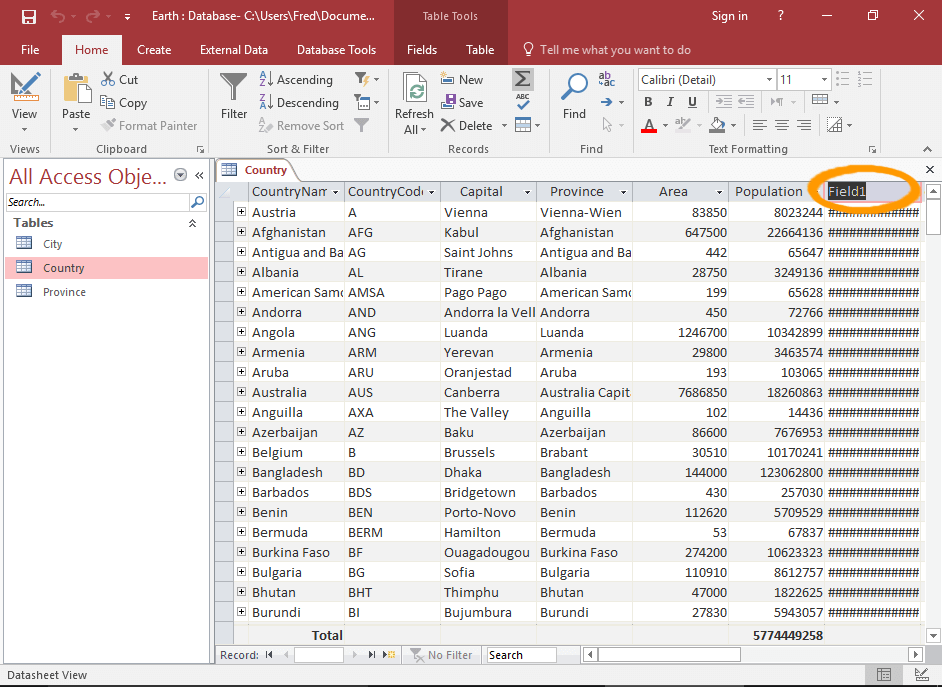 Earth : Database- C:\Users\Fred\Docume...
Table Tools
Sign in
?
File
Home
Create
External Data
Database Tools
Fields
Table
Tell me what you want to do
View
Views
Paste
Cut
Copy
Format Painter
Clipboard
Filter
Ascending
Descending
Remove Sort
Sort & Filter
Refresh
All
New
Save
Delete
Σ
ABC
Records
Find
ab
ac
Find
Calibri (Detail)
11
B I U
A
ab
Text Formatting
All Access Obje...
Search...
Tables
City
Country
Province
Country
CountryNam CountryCode Capital Province Area Population Field1
Austria A Vienna Vienna-Wien 83850 8023244 #############
Afghanistan AFG Kabul Afghanistan 647500 22664136 #############
Antigua and Ba AG Saint Johns Antigua and Ba 442 65647 #############
Albania AL Tirane Albania 28750 3249136 #############
American Samo AMSA Pago Pago American Samo 199 65628 #############
Andorra AND Andorra la Vell Andorra 450 72766 #############
Angola ANG Luanda Luanda 1246700 10342899 #############
Armenia ARM Yerevan Armenia 29800 3463574 #############
Aruba ARU Oranjestad Aruba 193 103065 #############
Australia AUS Canberra Australia Capit 7686850 18260863 #############
Anguilla AXA The Valley Anguilla 102 14436 #############
Azerbaijan AZ Baku Azerbaijan 86600 7676953 #############
Belgium B Brussels Brabant 30510 10170241 #############
Bangladesh BD Dhaka Bangladesh 144000 123062800 #############
Barbados BDS Bridgetown Barbados 430 257030 #############
Benin BEN Porto-Novo Benin 112620 5709529 #############
Bermuda BERM Hamilton Bermuda 53 67837 #############
Burkina Faso BF Ouagadougou Burkina Faso 274200 10623323 #############
Bulgaria BG Sofia Bulgaria 110910 8612757 #############
Bhutan BHT Thimphu Bhutan 47000 1822625 #############
Burundi BI Bujumbura Burundi 27830 5943057 #############
Total 5774449258
Record:
No Filter
Search
Datasheet View